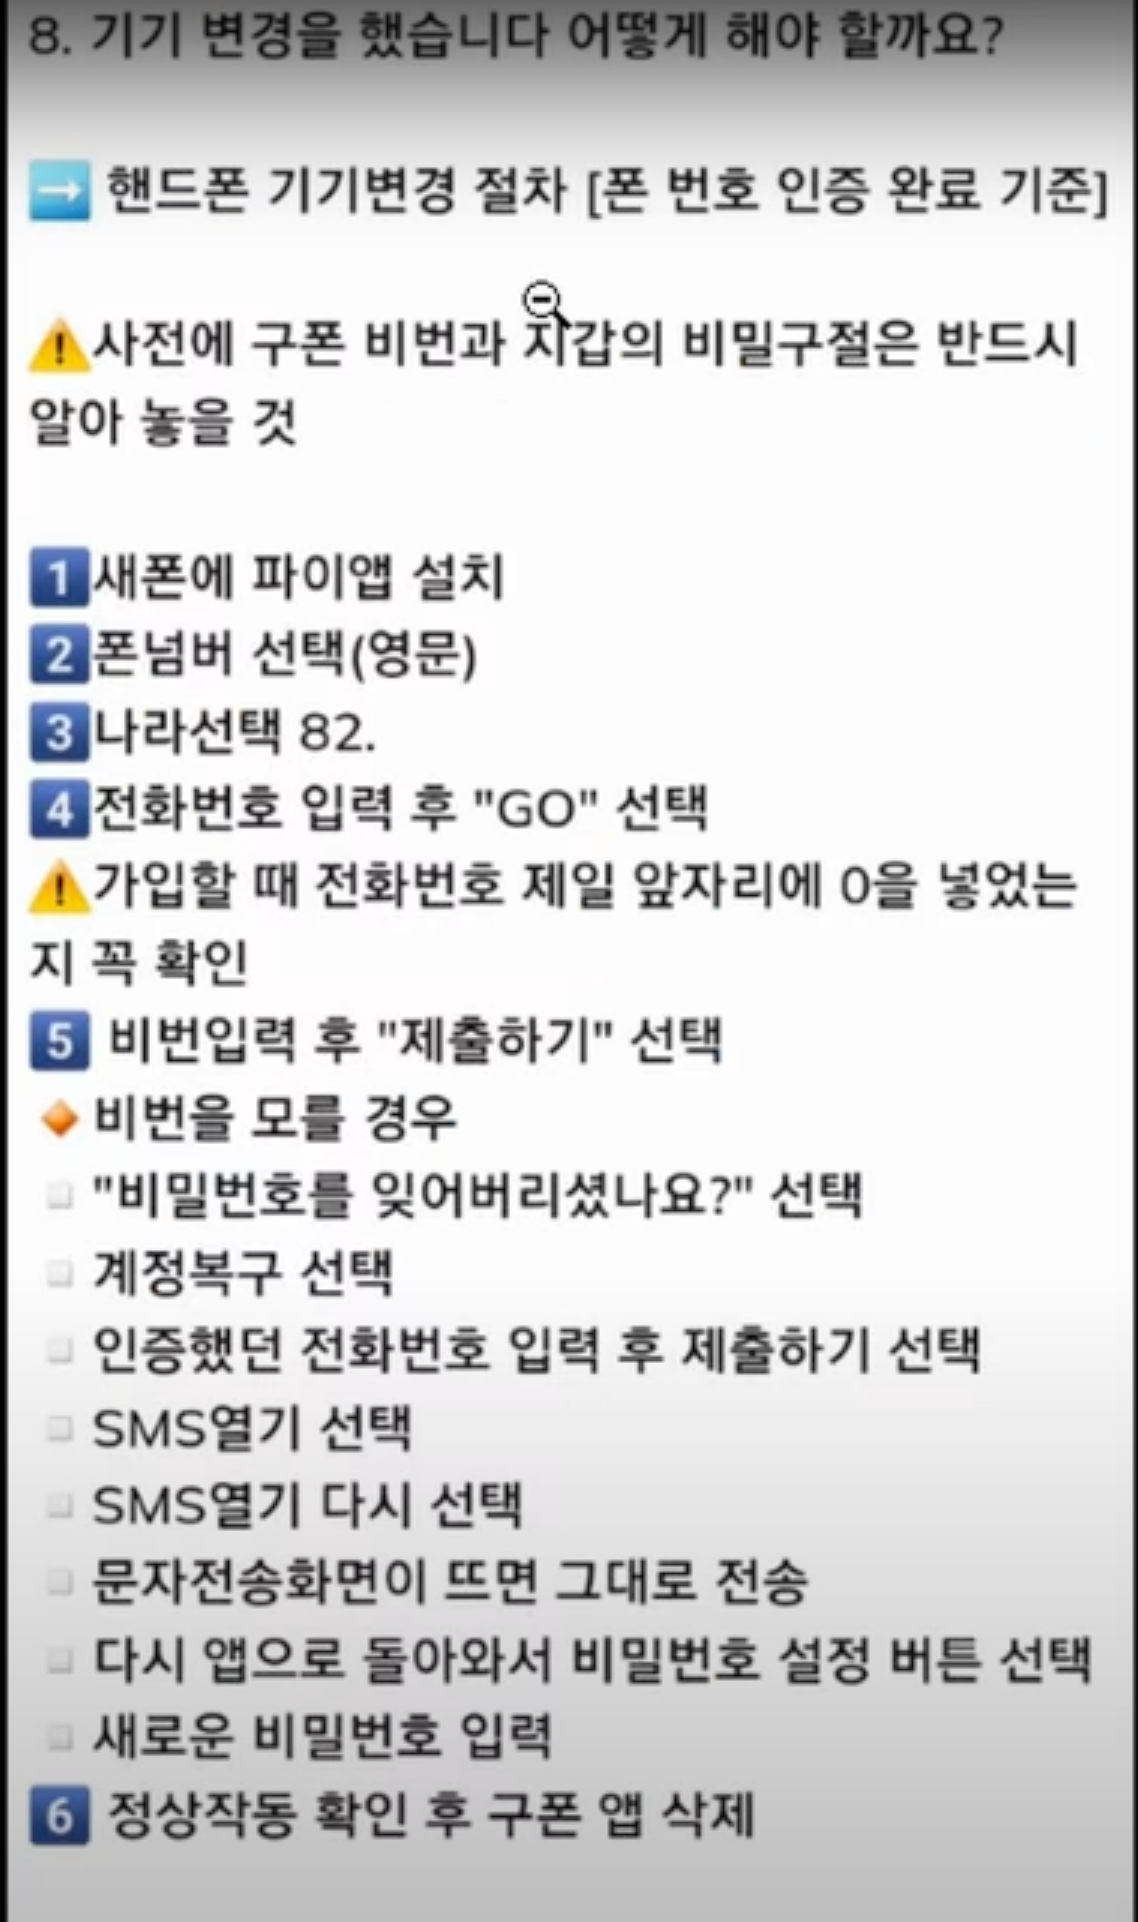 8. 기기 변경을 했습니다 어떻게 해야 할까요?
➡️ 핸드폰 기기변경 절차 [폰 번호 인증 완료 기준]
⚠️사전에 구폰 비번과 지갑의 비밀구절은 반드시
알아 놓을 것
1️⃣새폰에 파이앱 설치
2️⃣폰넘버 선택(영문)
3️⃣나라선택 82.
4️⃣전화번호 입력 후 "GO" 선택
⚠️가입할 때 전화번호 제일 앞자리에 0을 넣었는
지 꼭 확인
5️⃣ 비번입력 후 "제출하기" 선택
🔸비번을 모를 경우
▫️"비밀번호를 잊어버리셨나요?" 선택
▫️계정복구 선택
▫️인증했던 전화번호 입력 후 제출하기 선택
▫️SMS열기 선택
▫️SMS열기 다시 선택
▫️문자전송화면이 뜨면 그대로 전송
▫️다시 앱으로 돌아와서 비밀번호 설정 버튼 선택
▫️새로운 비밀번호 입력
6️⃣ 정상작동 확인 후 구폰 앱 삭제